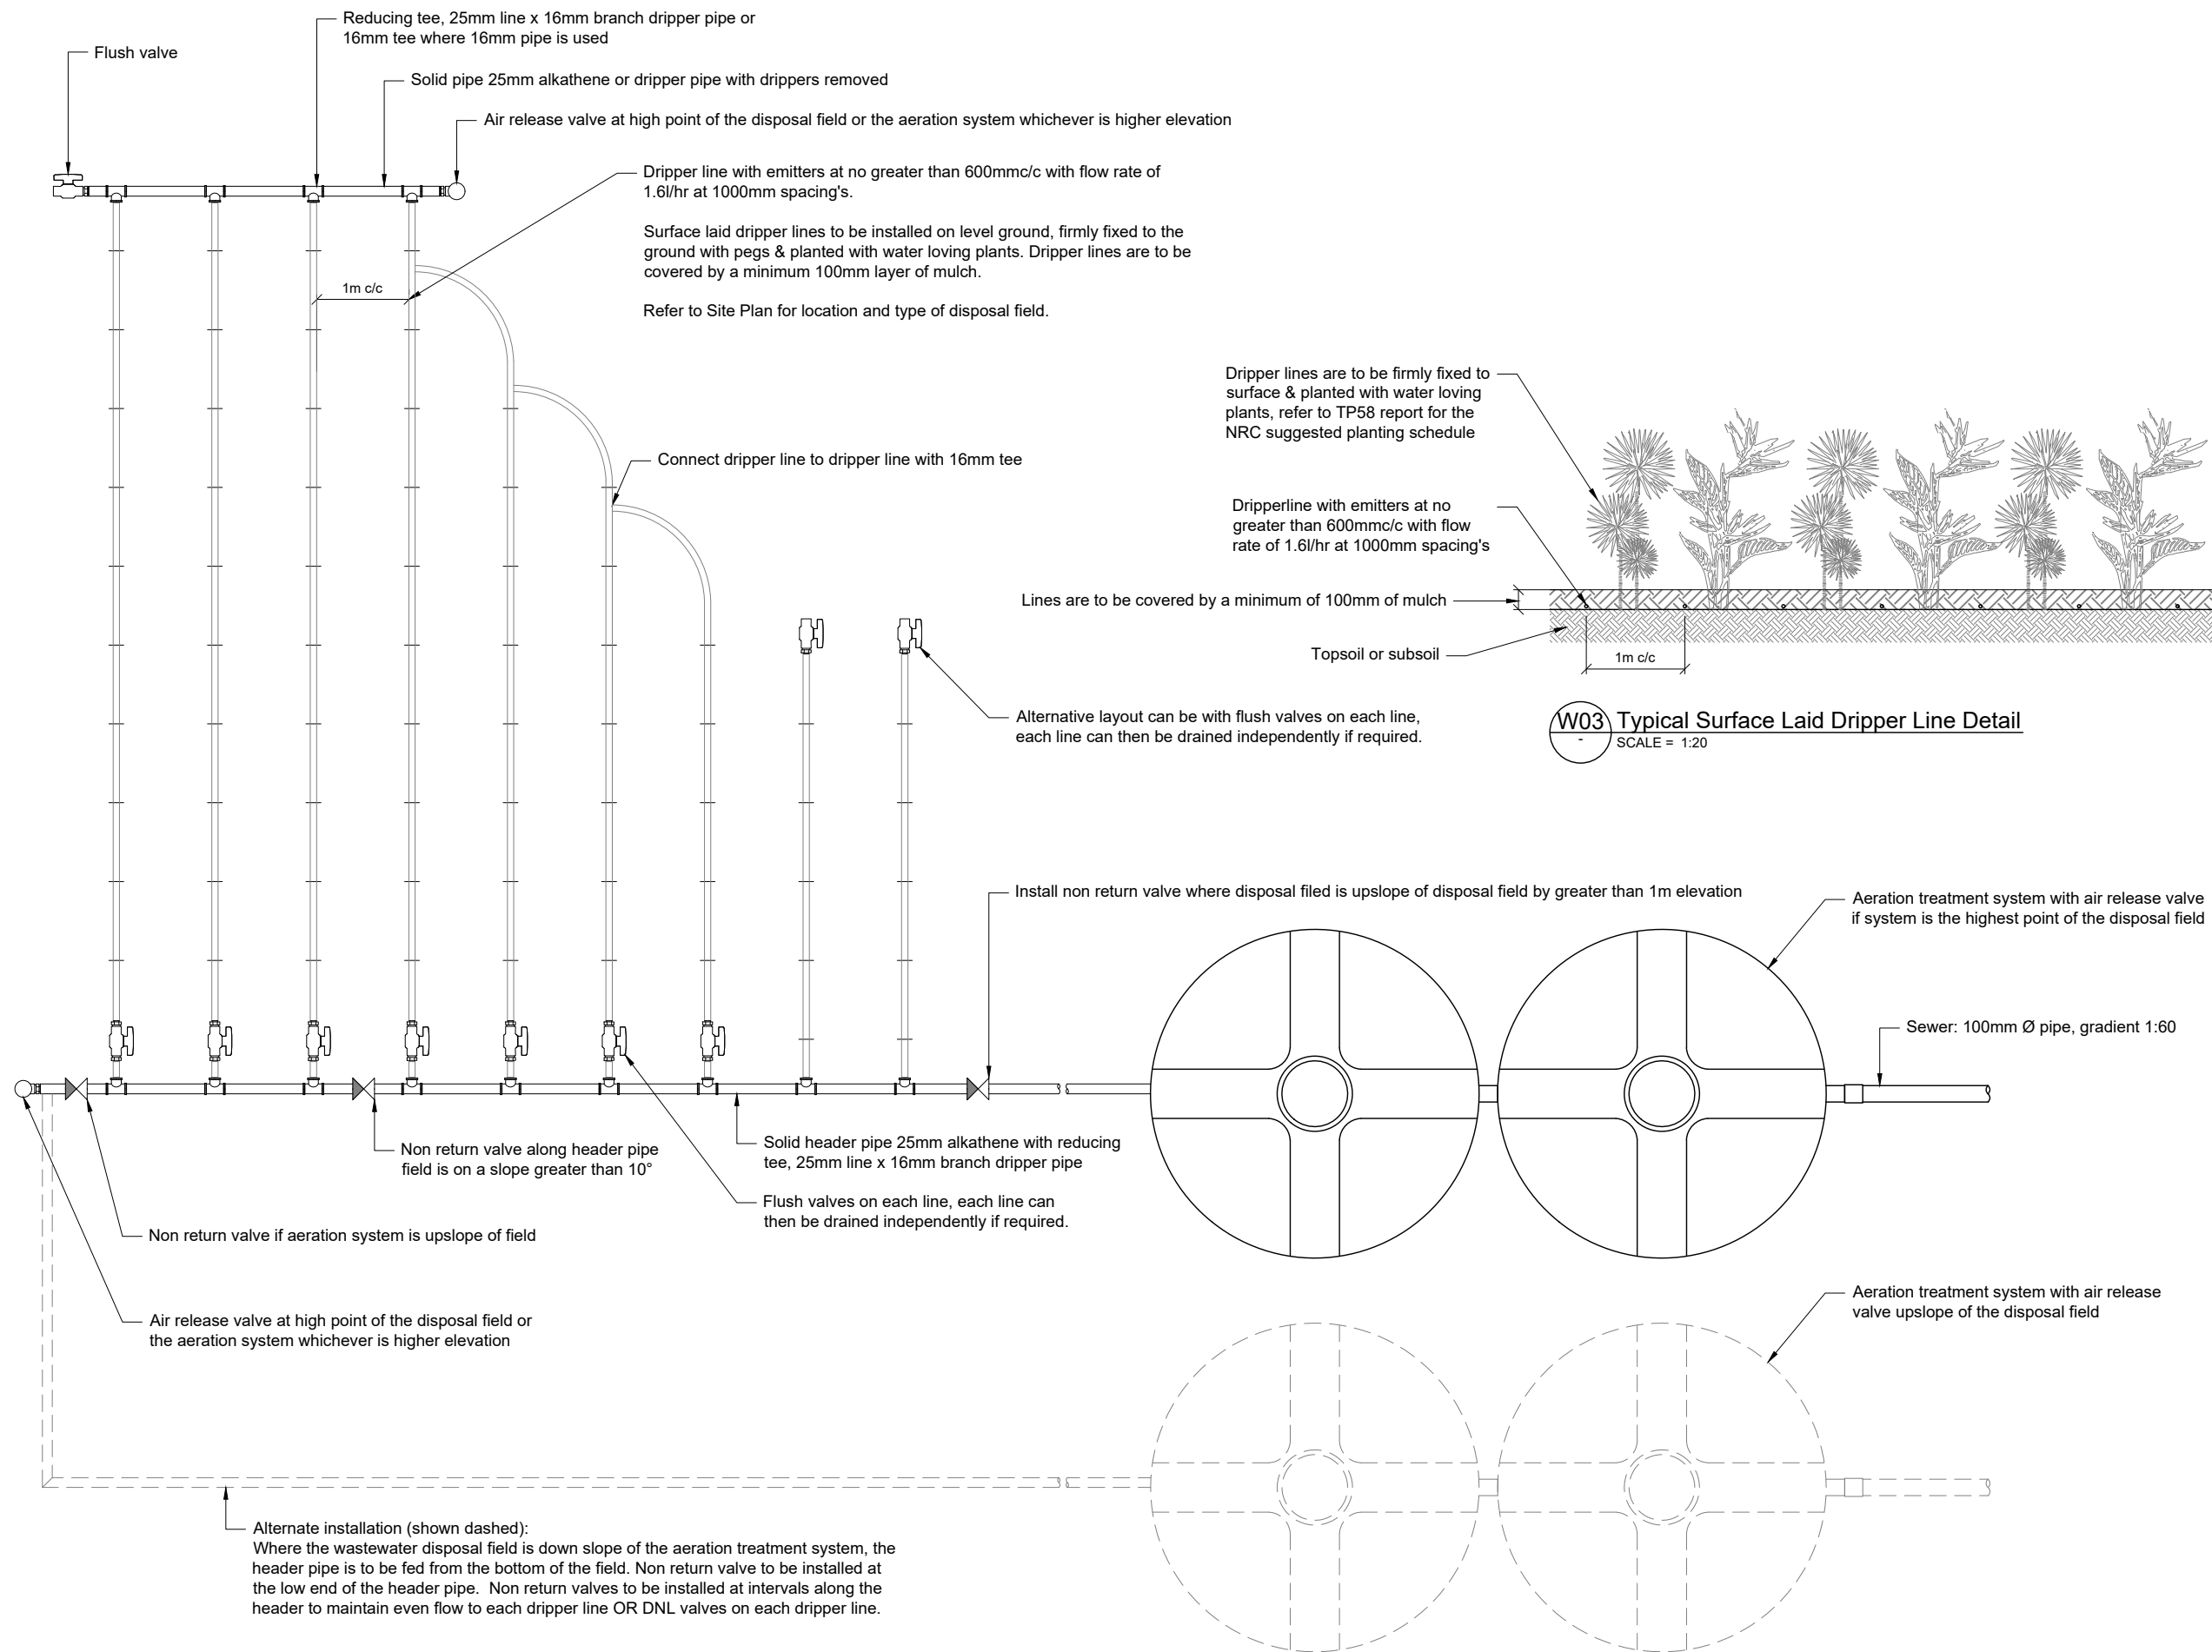 Reducing tee, 25mm line x 16mm branch dripper pipe or
16mm tee where 16mm pipe is used
Flush valve
Solid pipe 25mm alkathene or dripper pipe with drippers removed
Air release valve at high point of the disposal field or the aeration system whichever is higher elevation
Dripper line with emitters at no greater than 600mmc/c with flow rate of
1.6l/hr at 1000mm spacing's.
Surface laid dripper lines to be installed on level ground, firmly fixed to the
ground with pegs & planted with water loving plants. Dripper lines are to be
covered by a minimum 100mm layer of mulch.
1m c/c
Refer to Site Plan for location and type of disposal field.
Dripper lines are to be firmly fixed to
surface & planted with water loving
plants, refer to TP58 report for the
NRC suggested planting schedule
Connect dripper line to dripper line with 16mm tee
Dripperline with emitters at no
greater than 600mmc/c with flow
rate of 1.6l/hr at 1000mm spacing's
Lines are to be covered by a minimum of 100mm of mulch
Topsoil or subsoil
1m c/c
Alternative layout can be with flush valves on each line,
each line can then be drained independently if required.
W03 Typical Surface Laid Dripper Line Detail
- SCALE = 1:20
Install non return valve where disposal filed is upslope of disposal field by greater than 1m elevation
Aeration treatment system with air release valve
if system is the highest point of the disposal field
Sewer: 100mm Ø pipe, gradient 1:60
Non return valve along header pipe
field is on a slope greater than 10°
Solid header pipe 25mm alkathene with reducing
tee, 25mm line x 16mm branch dripper pipe
Flush valves on each line, each line can
then be drained independently if required.
Non return valve if aeration system is upslope of field
Air release valve at high point of the disposal field or
the aeration system whichever is higher elevation
Aeration treatment system with air release
valve upslope of the disposal field
Alternate installation (shown dashed):
Where the wastewater disposal field is down slope of the aeration treatment system, the
header pipe is to be fed from the bottom of the field. Non return valve to be installed at
the low end of the header pipe. Non return valves to be installed at intervals along the
header to maintain even flow to each dripper line OR DNL valves on each dripper line.